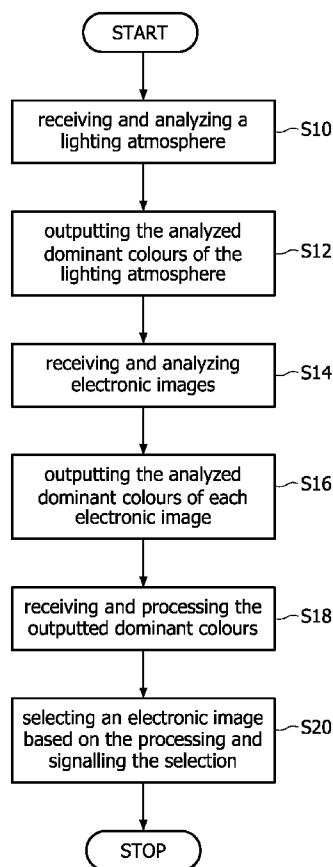 START
receiving and analyzing a
lighting atmosphere
S10
outputting the analyzed
dominant colours of the
lighting atmosphere
S12
receiving and analyzing
electronic images
S14
outputting the analyzed
dominant colours of each
electronic image
S16
receiving and processing the
outputted dominant colours
S18
selecting an electronic image
based on the processing and
signalling the selection
S20
STOP